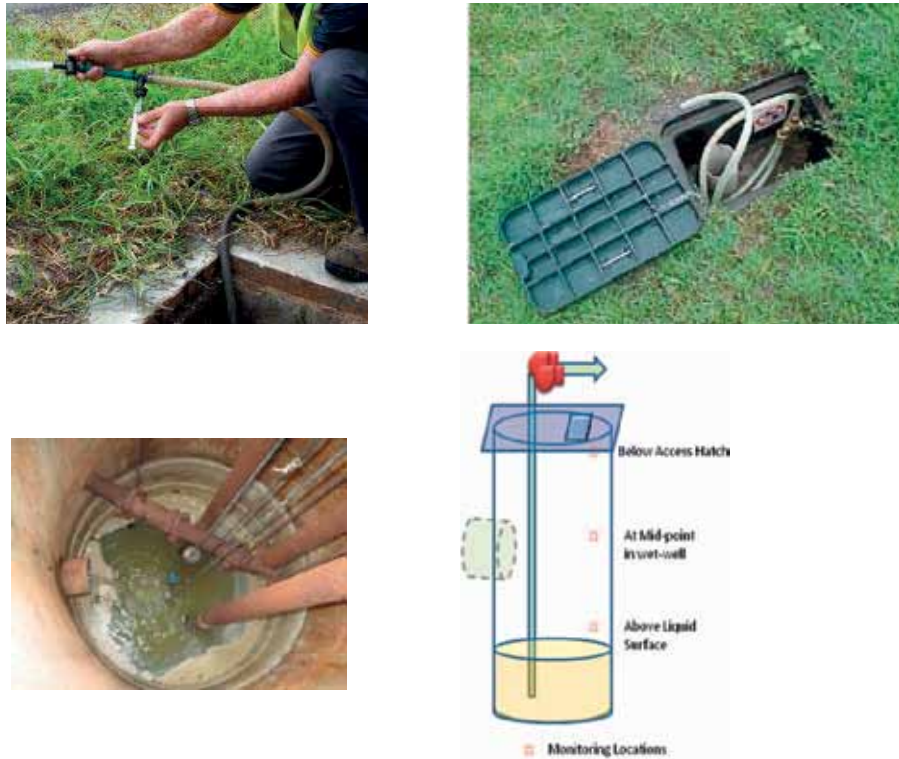 Below Access Hatch
At Mid-point
in wet-well
Above Liquid
Surface
Monitoring Locations